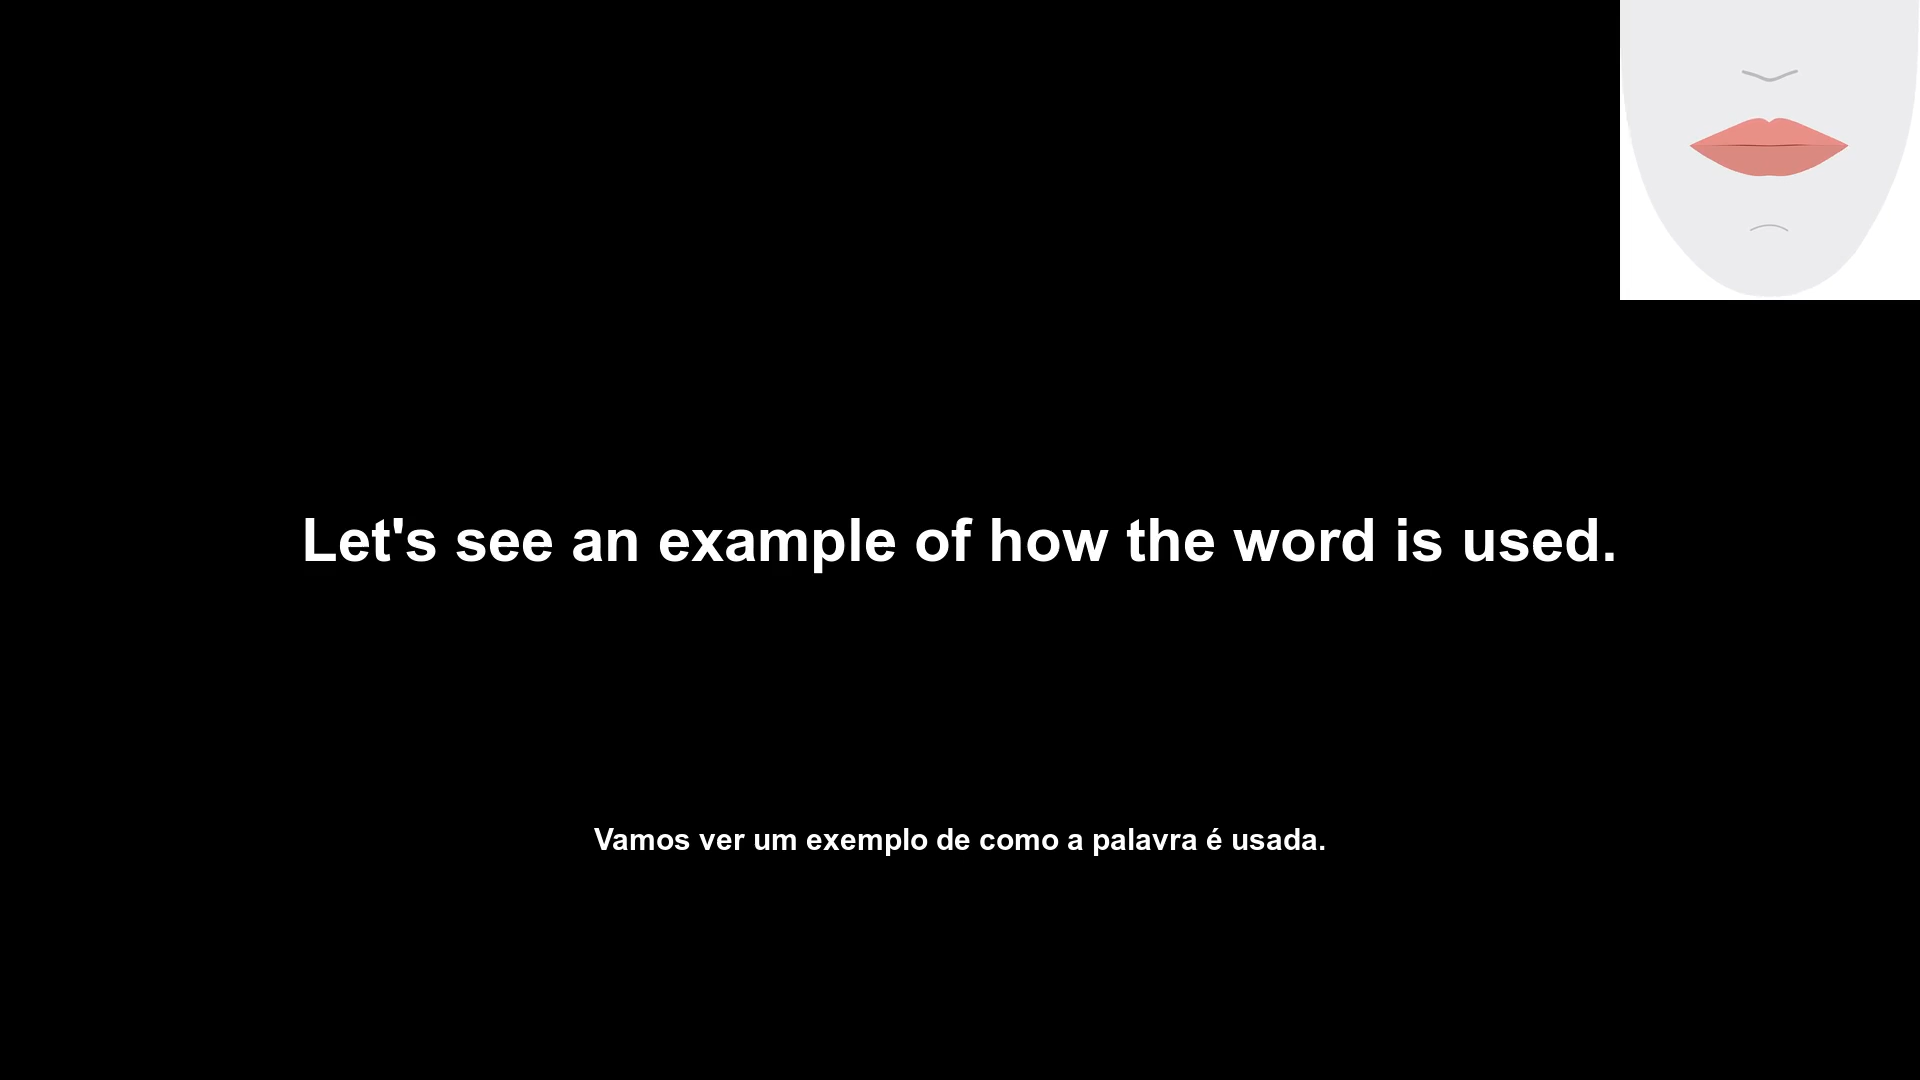 Let's see an example of how the word is used.
Vamos ver um exemplo de como a palavra é usada.